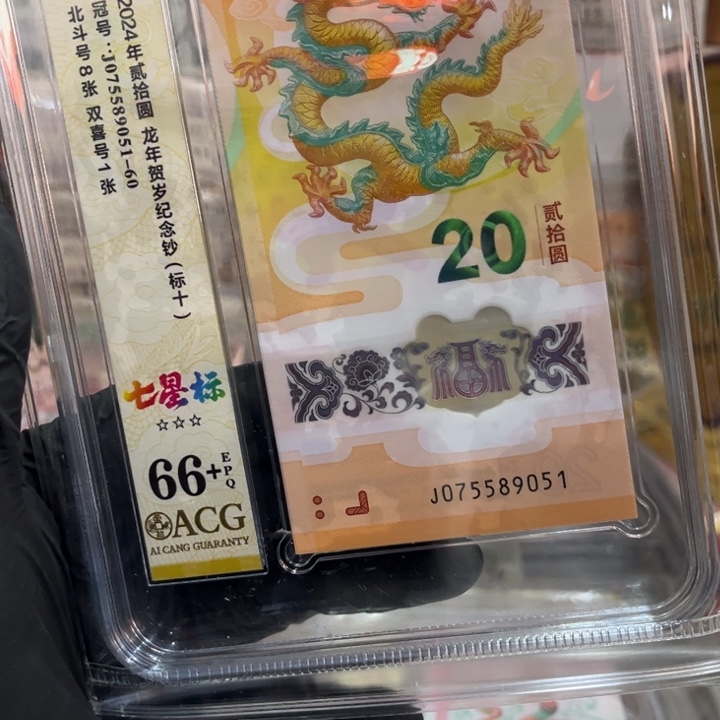 2024年贰拾圆 龙年贺岁纪念钞(标十)
冠号:J075589051-60
北斗号8张 双喜号1张
七星标
☆☆☆
66+EPQ
ACG
AI CANG GUARANTY
20
贰拾圆
福
J075589051